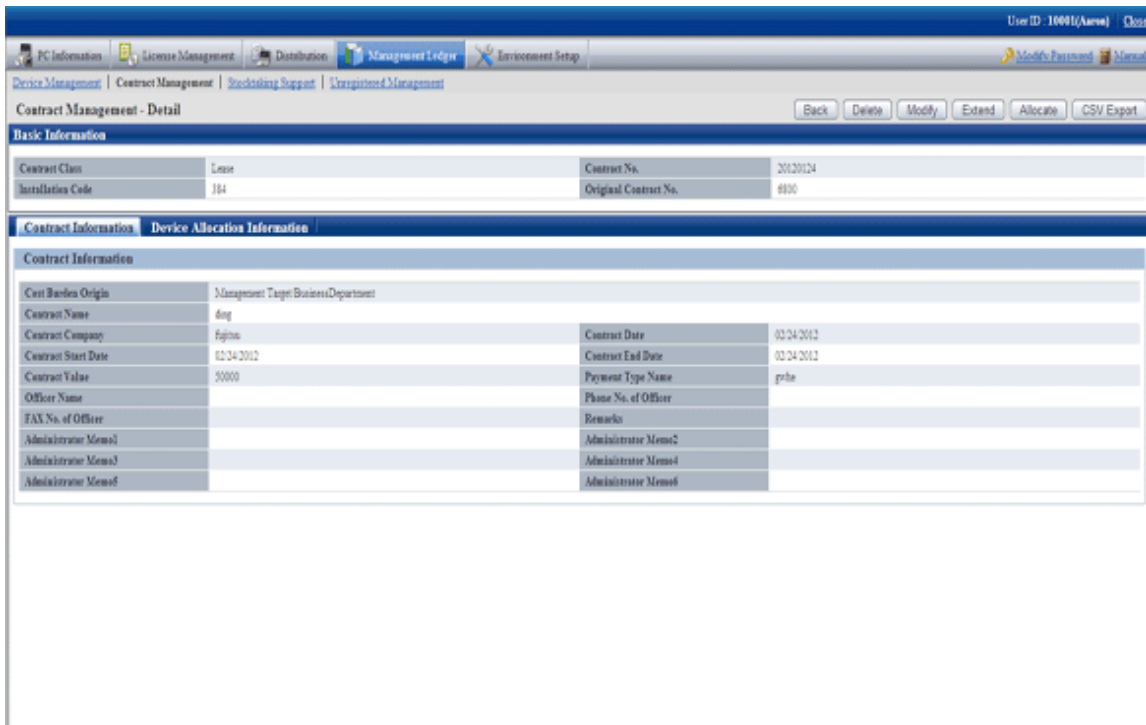 User ID : 10001(Aaron) Close
PC Information License Management Distribution Management Ledger Environment Setup Modify Password Manual
Device Management | Contract Management | Stocktaking Support | Unregistered Management
Contract Management - Detail Back Delete Modify Extend Allocate CSV Export
Basic Information
Contract Class Lease Contract No. 20120124
Installation Code 384 Original Contract No. 6800
Contract Information Device Allocation Information
Contract Information
Cost Burden Origin Management Target BusinessDepartment
Contract Name
Contract Company fujitsu Contract Date 02/24/2012
Contract Start Date 02/24/2012 Contract End Date 02/24/2012
Contract Value 50000 Payment Type Name
Officer Name Phone No. of Officer
FAX No. of Officer Remarks
Administrator Memo1 Administrator Memo2
Administrator Memo3 Administrator Memo4
Administrator Memo5 Administrator Memo6